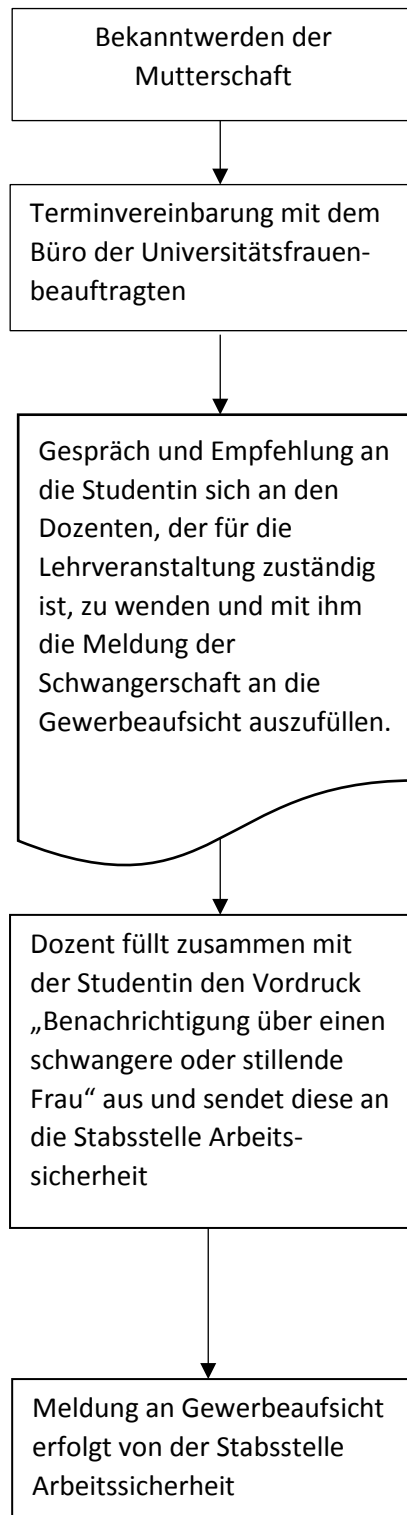 Bekanntwerden der
Mutterschaft
Terminvereinbarung mit dem
Büro der Universitätsfrauen-
beauftragten
Gespräch und Empfehlung an
die Studentin sich an den
Dozenten, der für die
Lehrveranstaltung zuständig
ist, zu wenden und mit ihm
die Meldung der
Schwangerschaft an die
Gewerbeaufsicht auszufüllen.
Dozent füllt zusammen mit
der Studentin den Vordruck
„Benachrichtigung über einen
schwangere oder stillende
Frau“ aus und sendet diese an
die Stabsstelle Arbeits-
sicherheit
Meldung an Gewerbeaufsicht
erfolgt von der Stabsstelle
Arbeitssicherheit